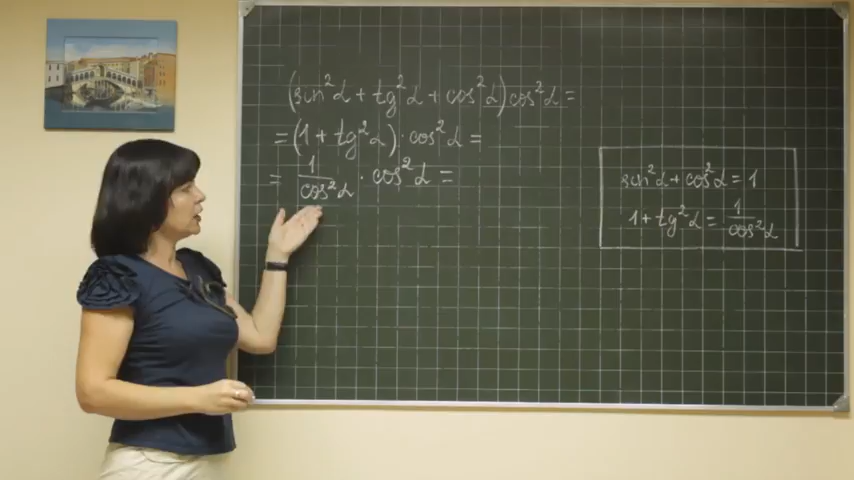 (sin²α + tg²α + cos²α)cos²α =
= (1 + tg²α) · cos²α =
= 1/cos²α · cos²α =
sin²α + cos²α = 1
1 + tg²α = 1/cos²α